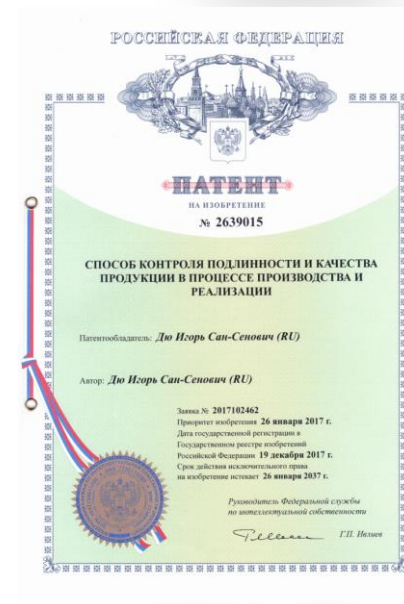 РОССИЙСКАЯ ФЕДЕРАЦИЯ
ПАТЕНТ
НА ИЗОБРЕТЕНИЕ
№ 2639015
СПОСОБ КОНТРОЛЯ ПОДЛИННОСТИ И КАЧЕСТВА
ПРОДУКЦИИ В ПРОЦЕССЕ ПРОИЗВОДСТВА И
РЕАЛИЗАЦИИ
Патентообладатель: Дю Игорь Сан-Сенович (RU)
Автор: Дю Игорь Сан-Сенович (RU)
Заявка № 2017102462
Приоритет изобретения 26 января 2017 г.
Дата государственной регистрации в
Государственном реестре изобретений
Российской Федерации 19 декабря 2017 г.
Срок действия исключительного права
на изобретение истекает 26 января 2037 г.
Руководитель Федеральной службы
по интеллектуальной собственности
Г.П. Ивлиев